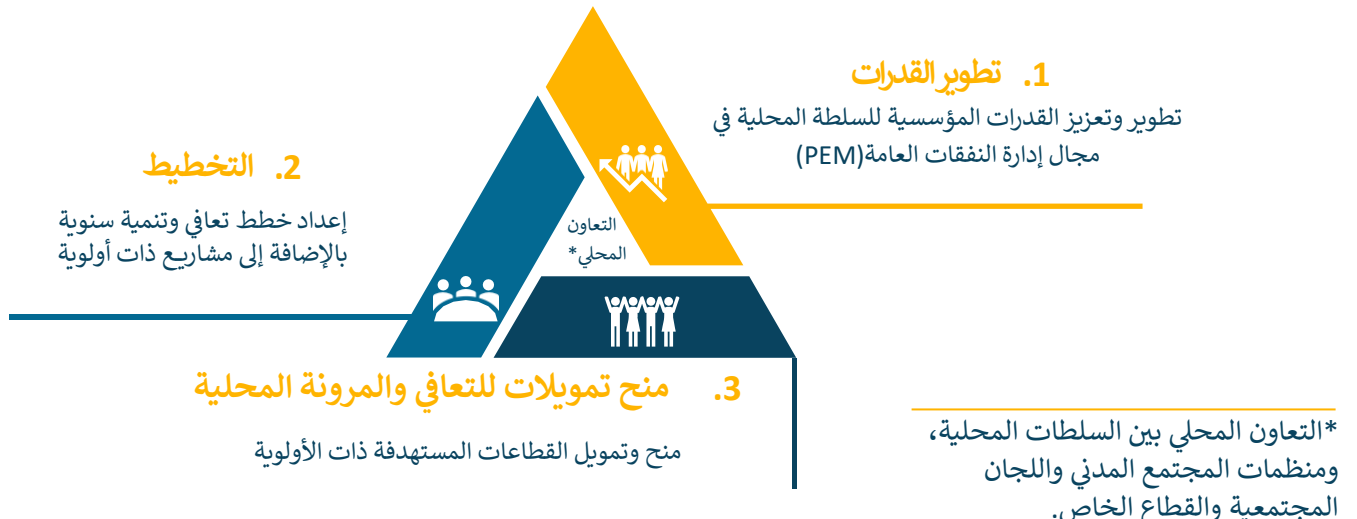 1. تطوير القدرات
تطوير وتعزيز القدرات المؤسسية للسلطة المحلية في
مجال إدارة النفقات العامة(PEM)
2. التخطيط
إعداد خطط تعافي وتنمية سنوية
بالإضافة إلى مشاريع ذات أولوية
التعاون
المحلي*
3. منح تمويلات للتعافي والمرونة المحلية
منح وتمويل القطاعات المستهدفة ذات الأولوية
*التعاون المحلي بين السلطات المحلية،
ومنظمات المجتمع المدني واللجان
المجتمعية والقطاع الخاص.